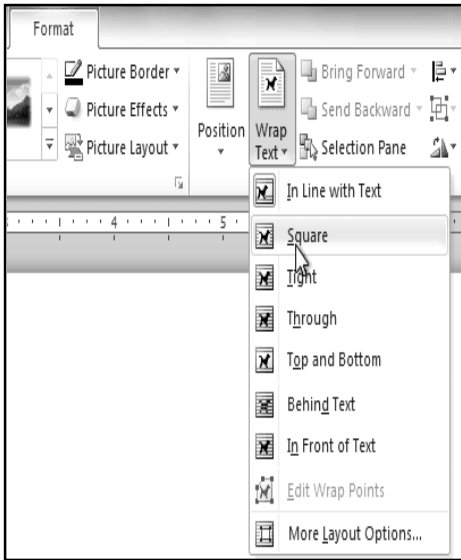 Format
Picture Border
Picture Effects
Picture Layout
Position
Wrap
Text
Bring Forward
Send Backward
Selection Pane
4 5
In Line with Text
Square
Tight
Through
Top and Bottom
Behind Text
In Front of Text
Edit Wrap Points
More Layout Options...